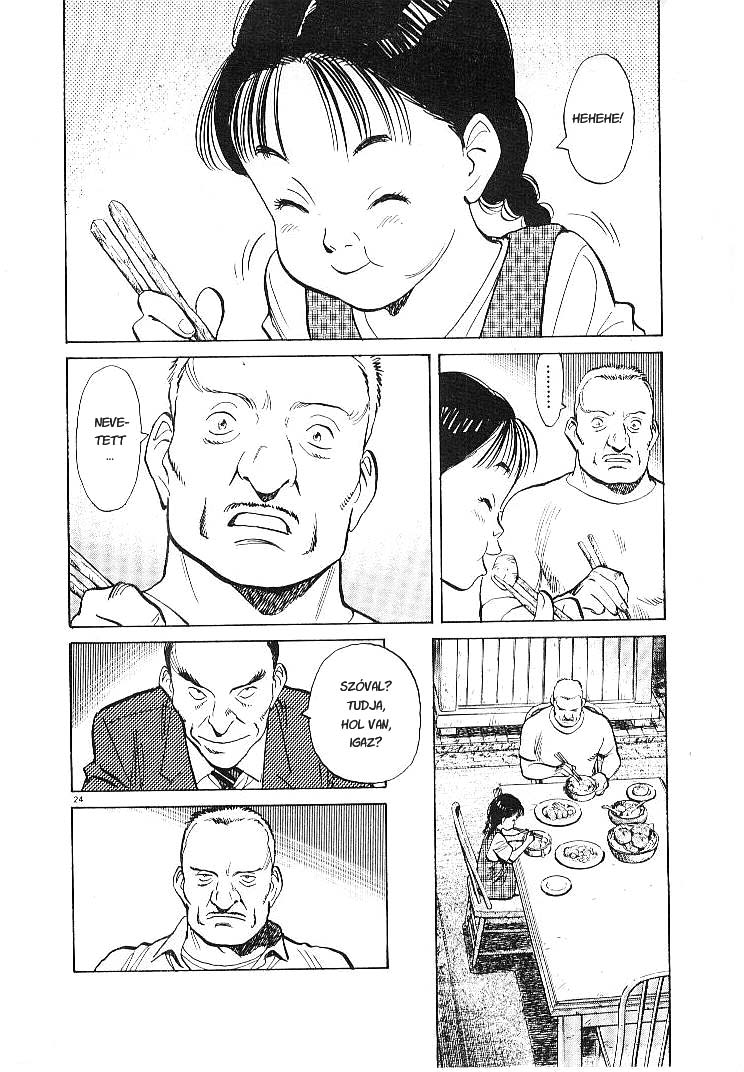 HEHEHE!
........
NEVE-
TETT
...
SZÓVAL?
TUDJA,
HOL VAN,
IGAZ?
24